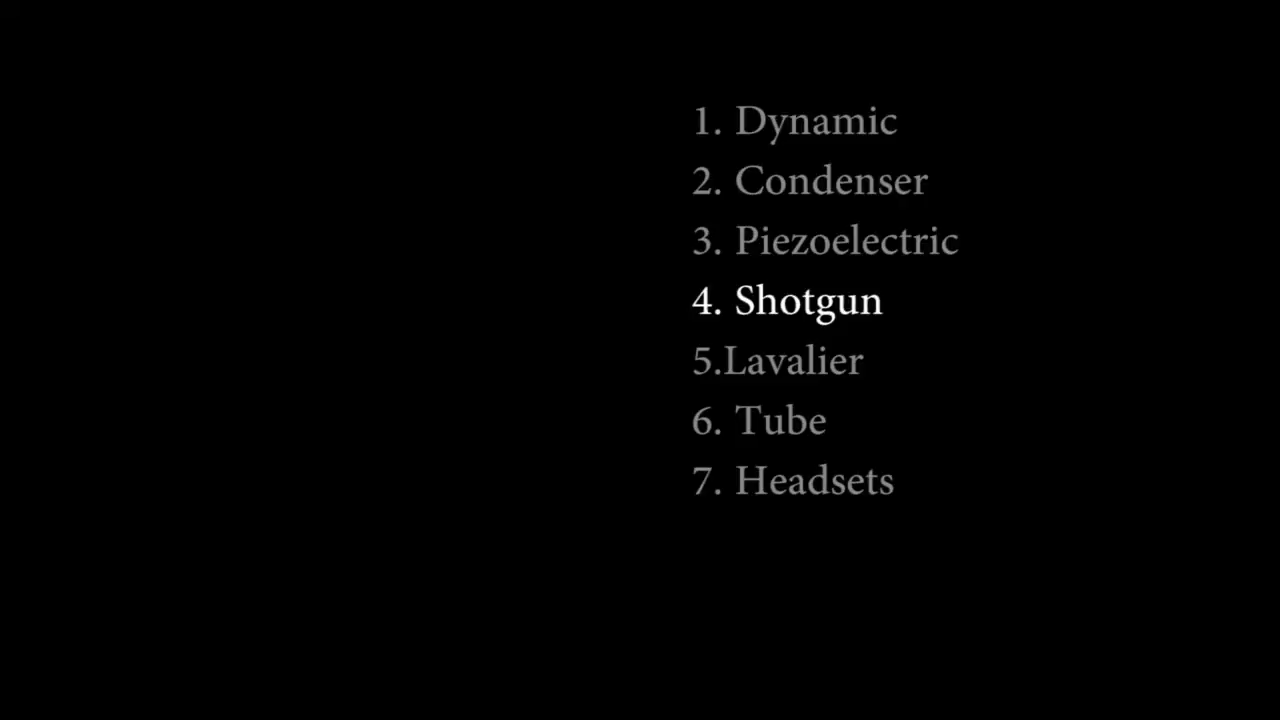 1. Dynamic
2. Condenser
3. Piezoelectric
4. Shotgun
5.Lavalier
6. Tube
7. Headsets